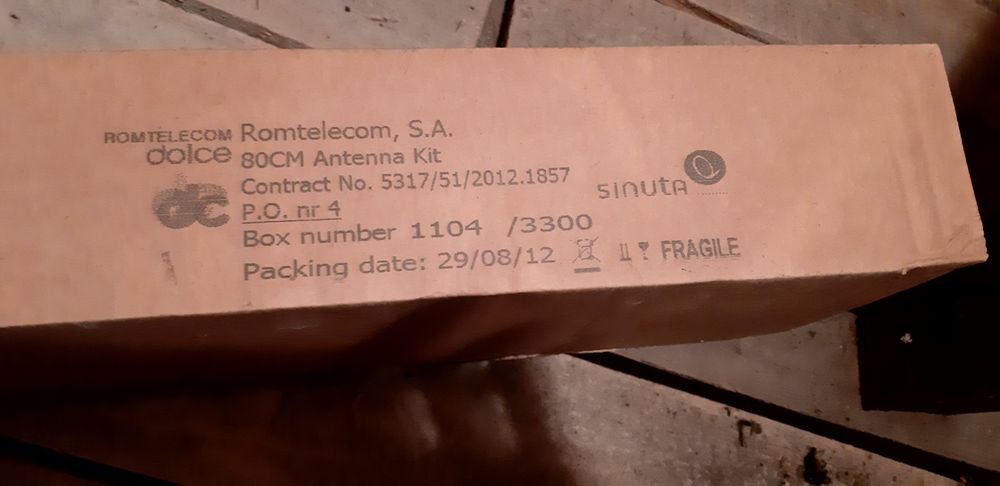 ROMTELECOM
dolce
dc
Romtelecom, S.A.
80CM Antenna Kit
Contract No. 5317/51/2012.1857
P.O. nr 4
Box number 1104 /3300
Packing date: 29/08/12
sinuta
FRAGILE